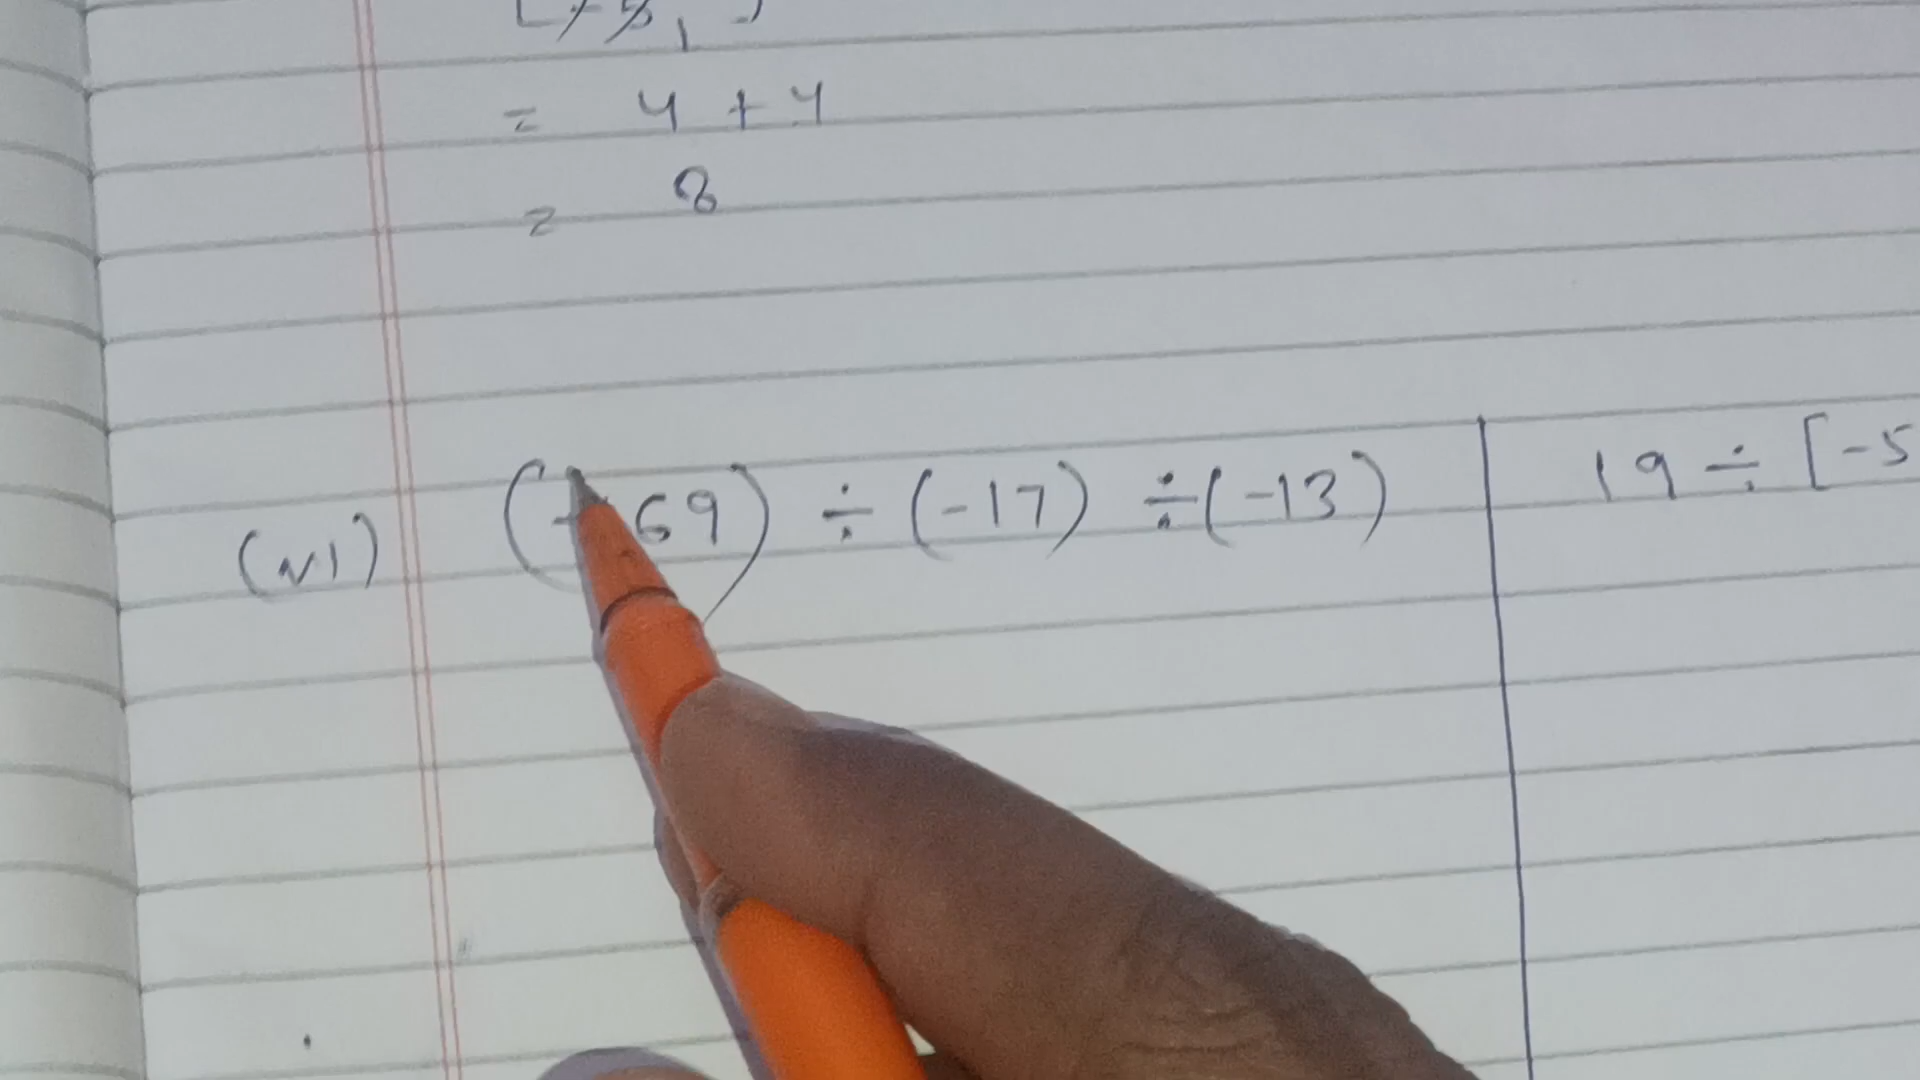 = 4 + 4
= 8
(vi) (-69) ÷ (-17) ÷ (-13) 19 ÷ [-5